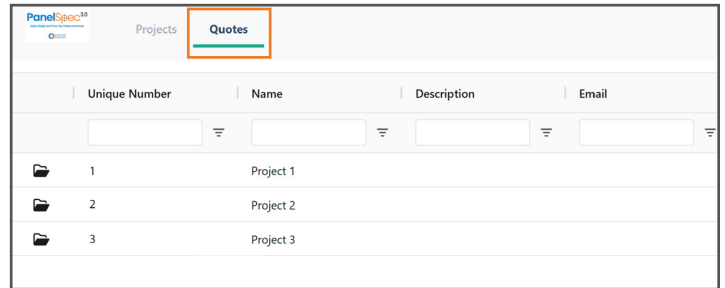 PanelSpec 3.0
Projects
Quotes
Unique Number
Name
Description
Email
1
Project 1
2
Project 2
3
Project 3